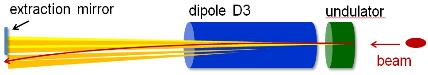 extraction mirror
dipole D3
undulator
beam